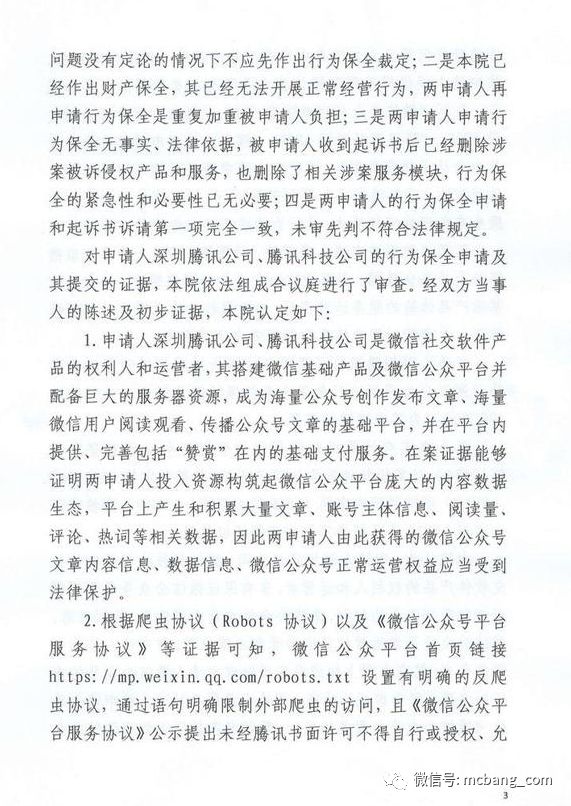 问题没有定论的情况下不应先作出行为保全裁定；二是本院已
经作出财产保全，其已经无法开展正常经营行为，两申请人再
申请行为保全是重复加重被申请人负担；三是两申请人申请行
为保全无事实、法律依据，被申请人收到起诉书后已经删除涉
案被诉侵权产品和服务，也删除了相关涉案服务模块，行为保
全的紧急性和必要性已无必要；四是两申请人的行为保全申请
和起诉书诉请第一项完全一致，未审先判不符合法律规定。
对申请人深圳腾讯公司、腾讯科技公司的行为保全申请及
其提交的证据，本院依法组成合议庭进行了审查。经双方当事
人的陈述及初步证据，本院认定如下：
1.申请人深圳腾讯公司、腾讯科技公司是微信社交软件产
品的权利人和运营者，其搭建微信基础产品及微信公众平台并
配备巨大的服务器资源，成为海量公众号创作发布文章、海量
微信用户阅读观看、传播公众号文章的基础平台，并在平台内
提供、完善包括“赞赏”在内的基础支付服务。在案证据能够
证明两申请人投入资源构筑起微信公众平台庞大的内容数据
生态，平台上产生和积累大量文章、账号主体信息、阅读量、
评论、热词等相关数据，因此两申请人由此获得的微信公众号
文章内容信息、数据信息、微信公众号正常运营权益应当受到
法律保护。
2.根据爬虫协议（Robots 协议）以及《微信公众号平台
服务协议》等证据可知，微信公众平台首页链接
https://mp.weixin.qq.com/robots.txt 设置有明确的反爬
虫协议，通过语句明确限制外部爬虫的访问，且《微信公众平
台服务协议》公示提出未经腾讯书面许可不得自行或授权、允
微信号: mcbang_com
3